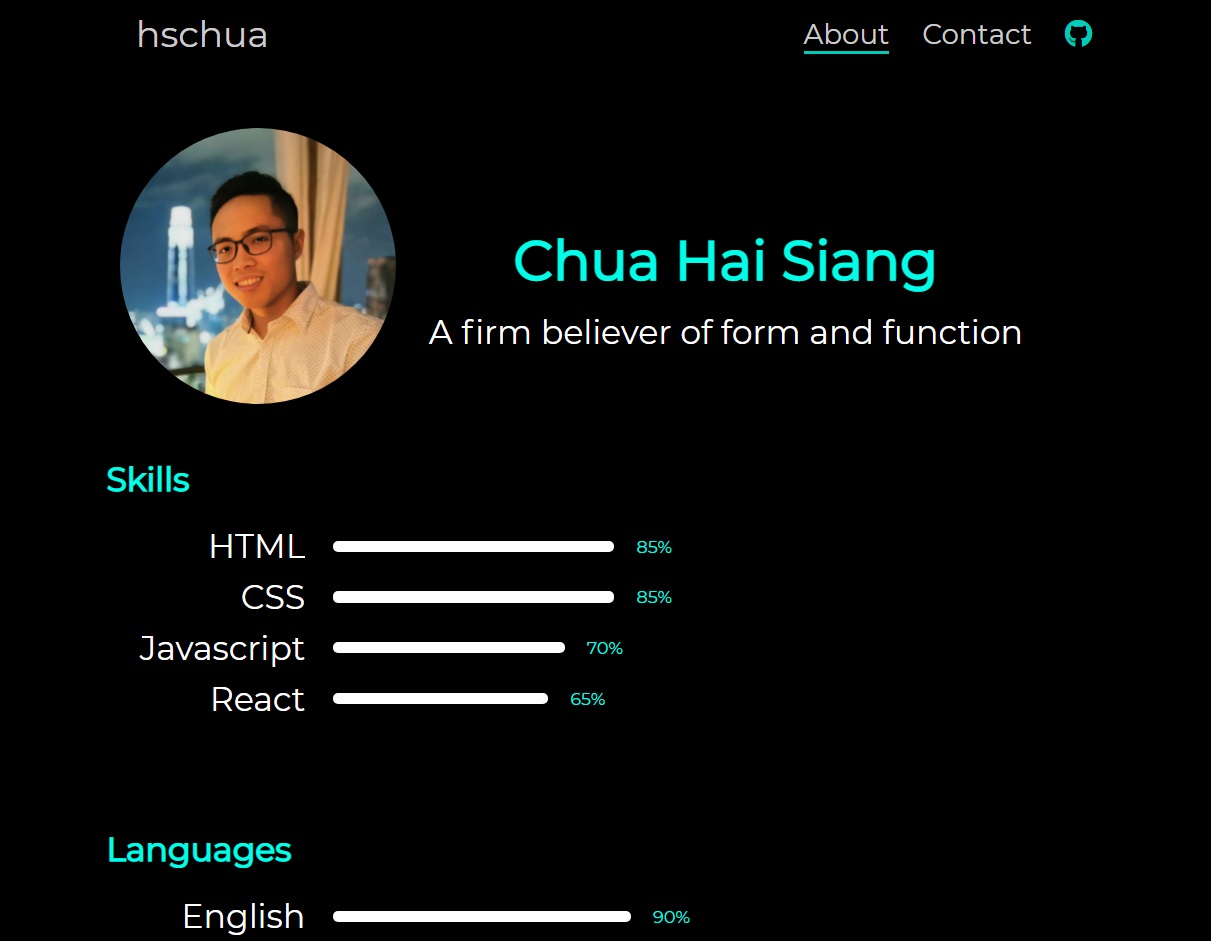 hschua About Contact
Chua Hai Siang
A firm believer of form and function
Skills
HTML 85%
CSS 85%
Javascript 70%
React 65%
Languages
English 90%